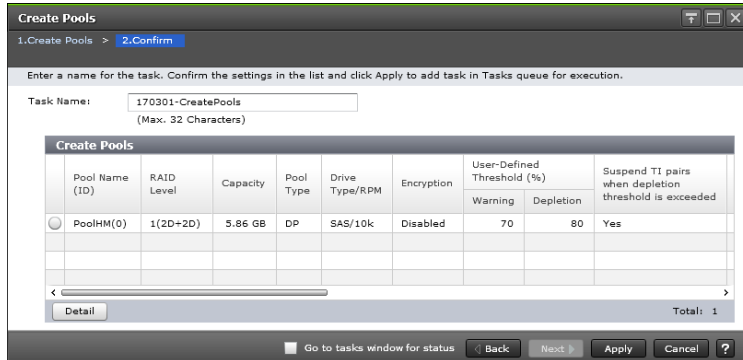 Create Pools
1.Create Pools > 2.Confirm
Enter a name for the task. Confirm the settings in the list and click Apply to add task in Tasks queue for execution.
Task Name: 170301-CreatePools
(Max. 32 Characters)
Create Pools
Pool Name (ID) RAID Level Capacity Pool Type Drive Type/RPM Encryption User-Defined Threshold (%) Warning Depletion Suspend TI pairs when depletion threshold is exceeded
PoolHM(0) 1(2D+2D) 5.86 GB DP SAS/10k Disabled 70 80 Yes
Detail Total: 1
Go to tasks window for status Back Next Apply Cancel ?